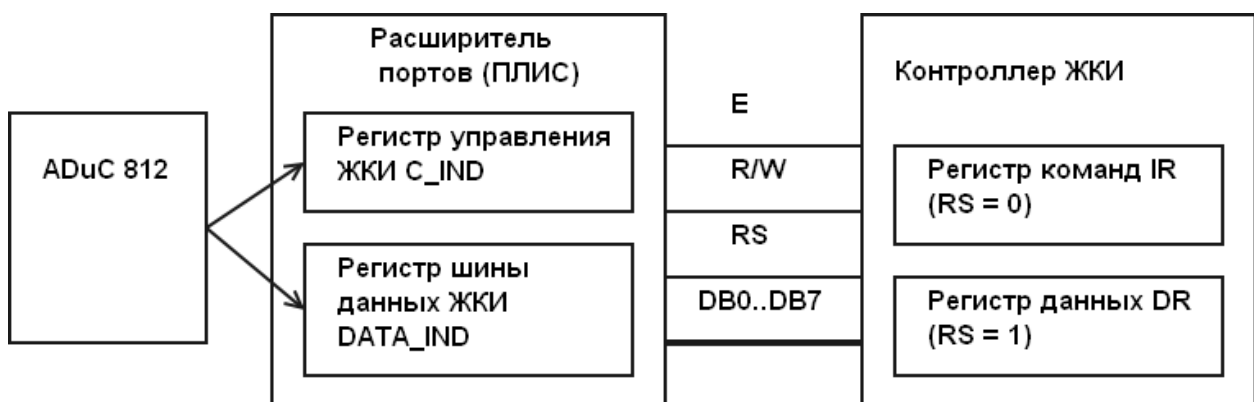 ADuC 812
Расширитель
портов (ПЛИС)
Регистр управления
ЖКИ C_IND
Регистр шины
данных ЖКИ
DATA_IND
E
R/W
RS
DB0..DB7
Контроллер ЖКИ
Регистр команд IR
(RS = 0)
Регистр данных DR
(RS = 1)